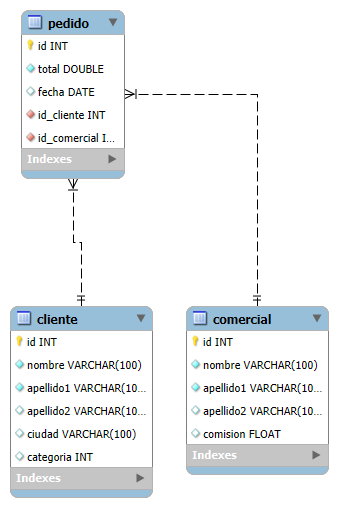 pedido
id INT
total DOUBLE
fecha DATE
id_cliente INT
id_comercial I...
Indexes
cliente
id INT
nombre VARCHAR(100)
apellido1 VARCHAR(10...
apellido2 VARCHAR(10...
ciudad VARCHAR(100)
categoria INT
Indexes
comercial
id INT
nombre VARCHAR(100)
apellido1 VARCHAR(10...
apellido2 VARCHAR(10...
comision FLOAT
Indexes